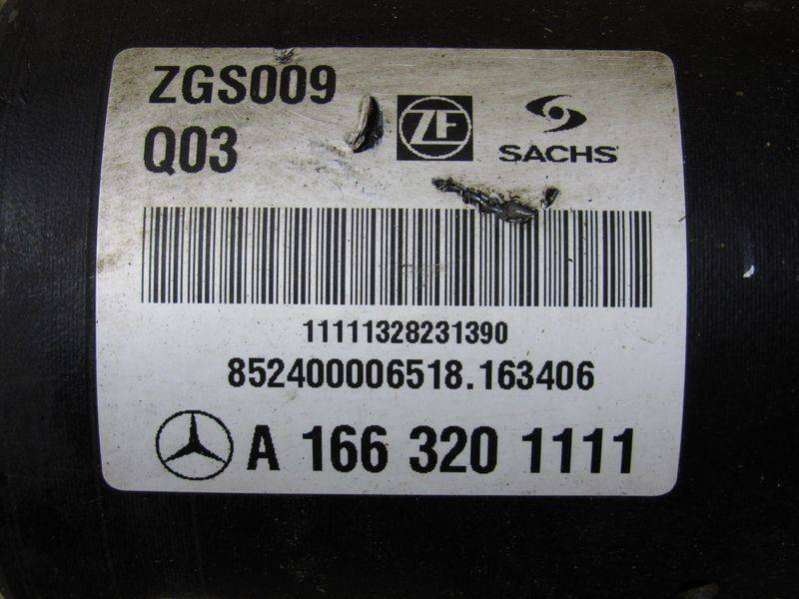 ZGS009
Q03
ZF
SACHS
11111328231390
852400006518.163406
A 166 320 1111